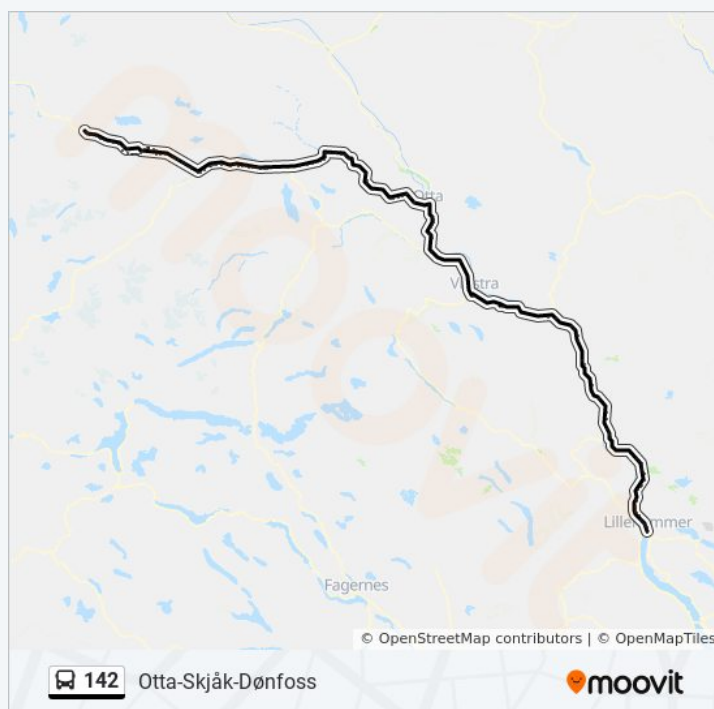 Otta
Vinstra
Lillehammer
Fagernes
© OpenStreetMap contributors | © OpenMapTiles
142 Otta-Skjåk-Dønfoss
moovit